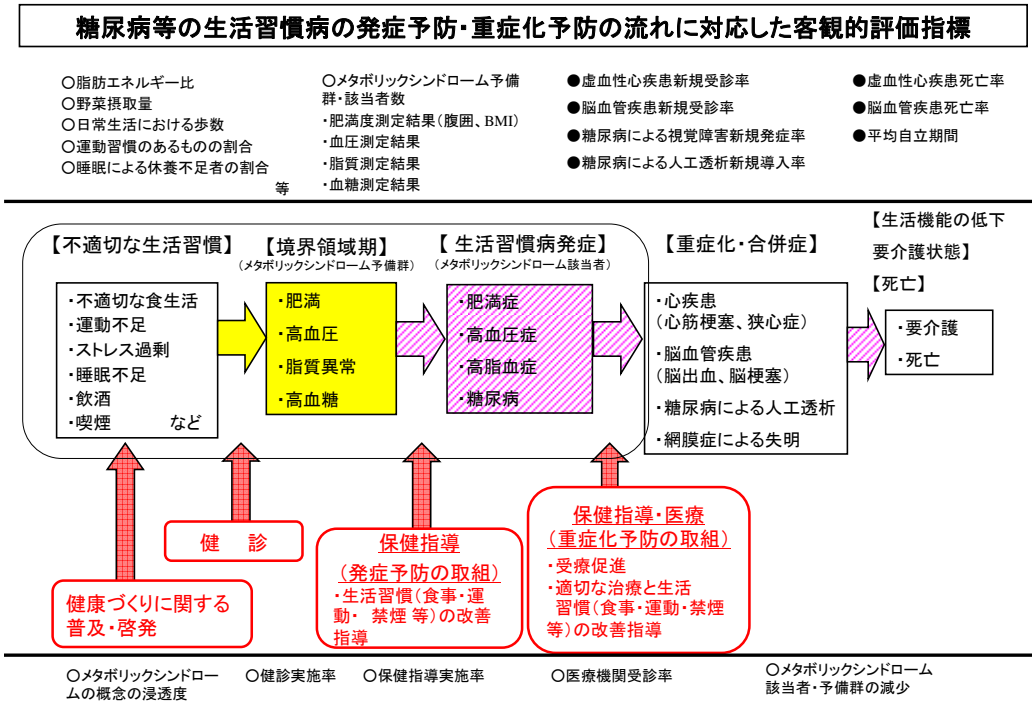 糖尿病等の生活習慣病の発症予防・重症化予防の流れに対応した客観的評価指標
○脂肪エネルギー比
○野菜摂取量
○日常生活における歩数
○運動習慣のあるものの割合
○睡眠による休養不足者の割合
等
○メタボリックシンドローム予備
群・該当者数
・肥満度測定結果(腹囲、BMI)
・血圧測定結果
・脂質測定結果
・血糖測定結果
●虚血性心疾患新規受診率
●脳血管疾患新規受診率
●糖尿病による視覚障害新規発症率
●糖尿病による人工透析新規導入率
●虚血性心疾患死亡率
●脳血管疾患死亡率
●平均自立期間
【不適切な生活習慣】
・不適切な食生活
・運動不足
・ストレス過剰
・睡眠不足
・飲酒
・喫煙 など
【境界領域期】
(メタボリックシンドローム予備群)
・肥満
・高血圧
・脂質異常
・高血糖
【 生活習慣病発症】
(メタボリックシンドローム該当者)
・肥満症
・高血圧症
・高脂血症
・糖尿病
【重症化・合併症】
・心疾患
(心筋梗塞、狭心症)
・脳血管疾患
(脳出血、脳梗塞)
・糖尿病による人工透析
・網膜症による失明
【生活機能の低下
要介護状態】
【死亡】
・要介護
・死亡
健康づくりに関する
普及・啓発
健 診
保健指導
(発症予防の取組)
・生活習慣(食事・運
動・ 禁煙 等)の改善
指導
保健指導・医療
(重症化予防の取組)
・受療促進
・適切な治療と生活
習慣(食事・運動・禁煙
等)の改善指導
○メタボリックシンドロー
ムの概念の浸透度
○健診実施率
○保健指導実施率
○医療機関受診率
○メタボリックシンドローム
該当者・予備群の減少